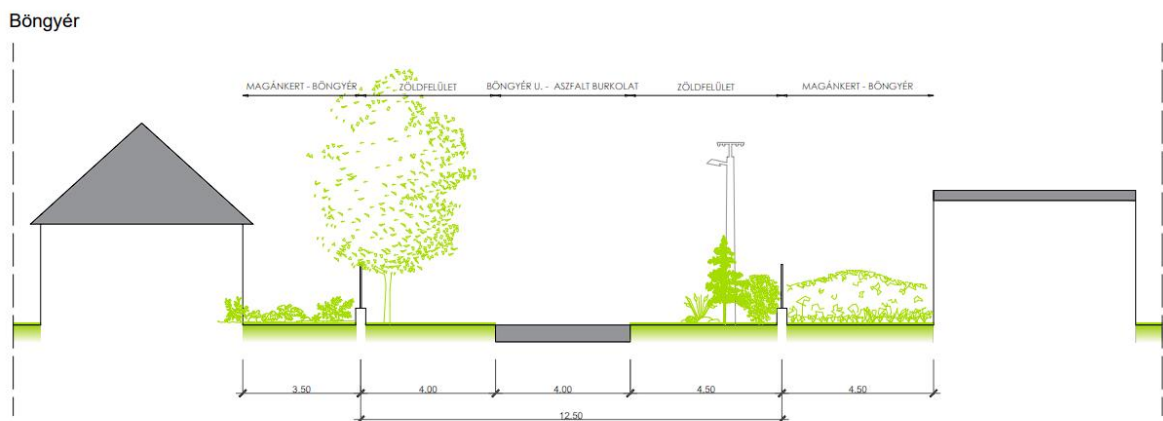 Böngyér
MAGÁNKERT - BÖNGYÉR
ZÖLDFELÜLET
BÖNGYÉR U. - ASZFALT BURKOLAT
ZÖLDFELÜLET
MAGÁNKERT - BÖNGYÉR
3.50
4.00
4.00
4.50
4.50
12.50